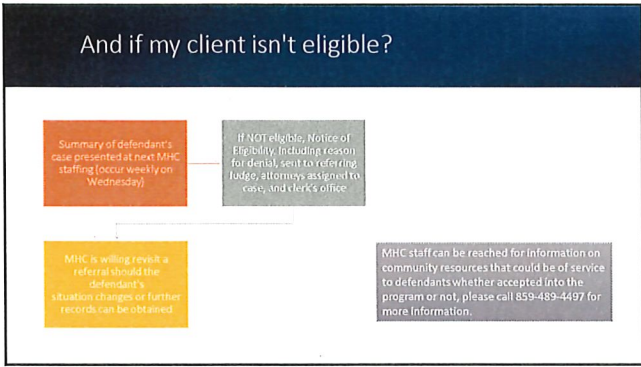 And if my client isn't eligible?
Summary of defendant's
case presented at next MHC
staffing (occur weekly on
Wednesday)
If NOT eligible, Notice of
Eligibility, including reason
for denial, sent to referring
Judge, attorneys assigned to
case, and clerk's office
MHC is willing revisit a
referral should the
defendant's
situation changes or further
records can be obtained
MHC staff can be reached for information on
community resources that could be of service
to defendants whether accepted into the
program or not, please call 859-489-4497 for
more information.